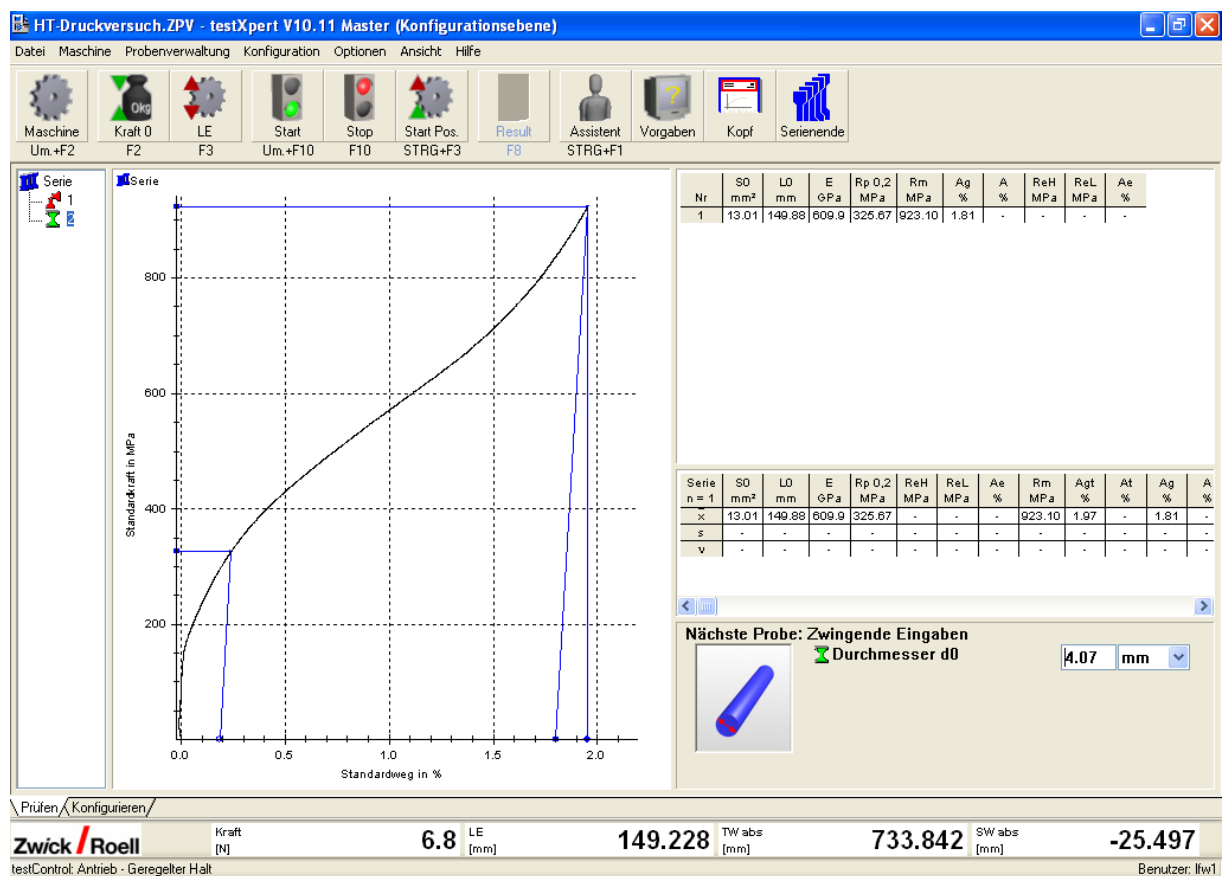 HT-Druckversuch.ZPV - testXpert V10.11 Master (Konfigurationsebene)
Datei Maschine Probenverwaltung Konfiguration Optionen Ansicht Hilfe
0kg
?
Maschine Kraft 0 LE Start Stop Start Pos. Result Assistent Vorgaben Kopf Serienende
Um.+F2 F2 F3 Um.+F10 F10 STRG+F3 F8 STRG+F1
Serie
1
2
Serie
800
600
400
200
Standardkraft in MPa
0.0 0.5 1.0 1.5 2.0
Standardweg in %
S0 L0 E Rp 0,2 Rm Ag A ReH ReL Ae
Nr mm² mm GPa MPa MPa % % MPa MPa %
1 13.01 149.88 609.9 325.67 923.10 1.81 - - - -
Serie S0 L0 E Rp 0,2 ReH ReL Ae Rm Agt At Ag A
n = 1 mm² mm GPa MPa MPa MPa % MPa % % % %
x̄ 13.01 149.88 609.9 325.67 - - - 923.10 1.97 - 1.81 -
s - - - - - - - - - - - -
ν - - - - - - - - - - - -
Nächste Probe: Zwingende Eingaben
Durchmesser d0 4.07 mm
Prüfen Konfigurieren
Zwick / Roell
Kraft [N] 6.8
LE [mm] 149.228
TW abs [mm] 733.842
SW abs [mm] -25.497
testControl: Antrieb - Geregelter Halt
Benutzer: lfw1